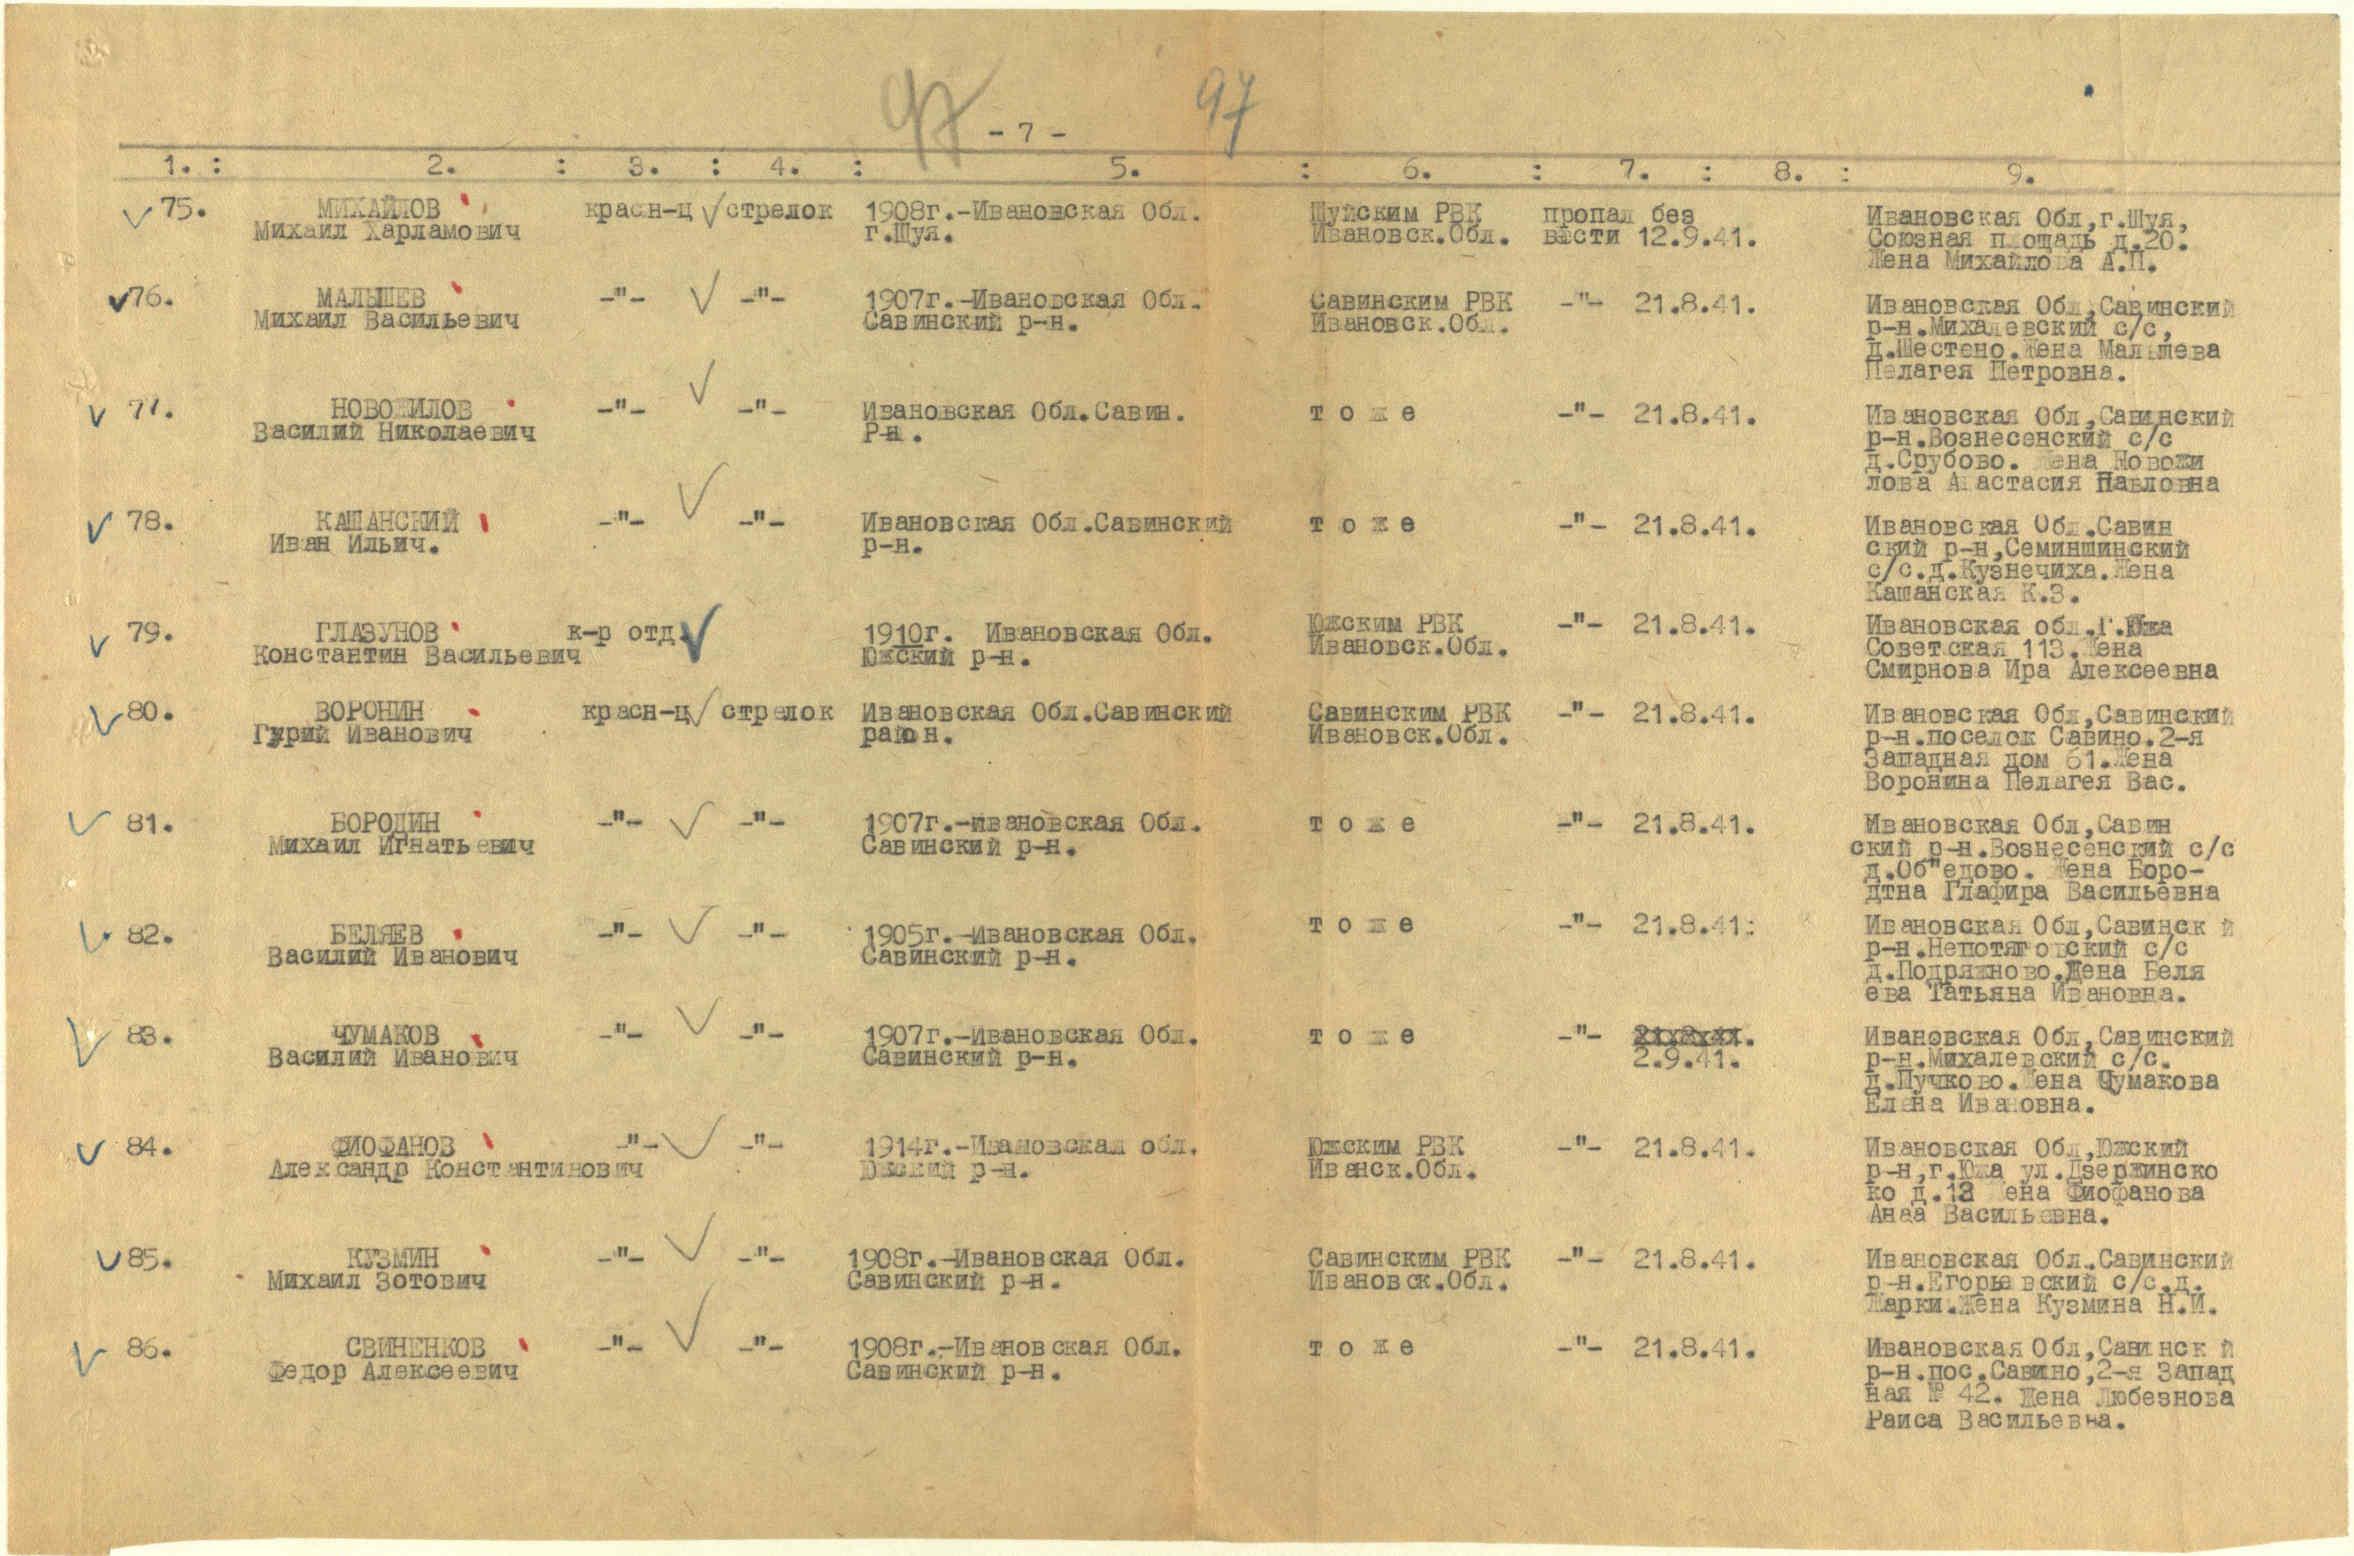 97 97
- 7 -
1. : 2. : 3. : 4. : 5. : 6. : 7. : 8. : 9.
75. МИХАЙЛОВ красн-ц стрелок 1908г.-Ивановская Обл. Шуйским РВК пропал без Ивановская Обл,г.Шуя,
Михаил Харламович г.Шуя. Ивановск.Обл. вести 12.9.41. Союзная площадь д.20.
Жена Михайлова А.П.
76. МАЛЫШЕВ -"- -"- 1907г.-Ивановская Обл. Савинским РВК -"- 21.8.41. Ивановская Обл,Савинский
Михаил Васильевич Савинский р-н. Ивановск.Обл. р-н.Михалевский с/с,
д.Шестено.Жена Малышева
Пелагея Петровна.
77. НОВОЖИЛОВ -"- -"- Ивановская Обл.Савин. т о ж е -"- 21.8.41. Ивановская Обл,Савинский
Василий Николаевич Р-н. р-н.Вознесенский с/с
д.Срубово. Жена Новожи
лова Анастасия Павловна
78. КАШАНСКИЙ -"- -"- Ивановская Обл.Савинский т о ж е -"- 21.8.41. Ивановская Обл.Савин
Иван Ильич. р-н. ский р-н,Семиншинский
с/с.д.Кузнечиха.Жена
Кашанская К.З.
79. ГЛАЗУНОВ к-р отд. 1910г. Ивановская Обл. Южским РВК -"- 21.8.41. Ивановская обл.г.Южа
Константин Васильевич Южский р-н. Ивановск.Обл. Советская 113.Жена
Смирнова Ира Алексеевна
80. ВОРОНИН красн-ц стрелок Ивановская Обл.Савинский Савинским РВК -"- 21.8.41. Ивановская Обл,Савинский
Гурий Иванович район. Ивановск.Обл. р-н.поселок Савино.2-я
Западная дом 61.Жена
Воронина Пелагея Вас.
81. БОРОДИН -"- -"- 1907г.-ивановская Обл. т о ж е -"- 21.8.41. Ивановская Обл,Савин
Михаил Игнатьевич Савинский р-н. ский р-н.Вознесенский с/с
д.Об"едово. Жена Боро-
дтна Глафира Васильевна
82. БЕЛЯЕВ -"- -"- 1905г.-ивановская Обл. т о ж е -"- 21.8.41: Ивановская Обл,Савинск й
Василий Иванович Савинский р-н. р-н.Непотяговский с/с
д.Подряжново.Жена Беля
ева Татьяна Ивановна.
83. ЧУМАКОВ -"- -"- 1907г.-Ивановская Обл. т о ж е -"- Ивановская Обл,Савинский
Василий Иванович Савинский р-н. 2.9.41. р-н.Михалевский с/с.
д.Пучково.Жена Чумакова
Елена Ивановна.
84. ФИОФАНОВ -"- -"- 1914г.-Ивановская обл. Южским РВК -"- 21.8.41. Ивановская Обл,Южский
Александр Константинович Южский р-н. Иванск.Обл. р-н,г.Южа ул.Дзержинско
ко д.13 Жена Фиофанова
Анаа Васильевна.
85. КУЗМИН -"- -"- 1908г.-Ивановская Обл. Савинским РВК -"- 21.8.41. Ивановская Обл.Савинский
Михаил Зотович Савинский р-н. Ивановск.Обл. р-н.Егорьевский с/с.д.
Жарки.Жена Кузмина Н.И.
86. СВИНЕНКОВ -"- -"- 1908г.-Ивановская Обл. т о ж е -"- 21.8.41. Ивановская Обл,Савинск й
Федор Алексеевич Савинский р-н. р-н.пос.Савино,2-я Запад
ная № 42. Жена Любезнова
Раиса Васильевна.